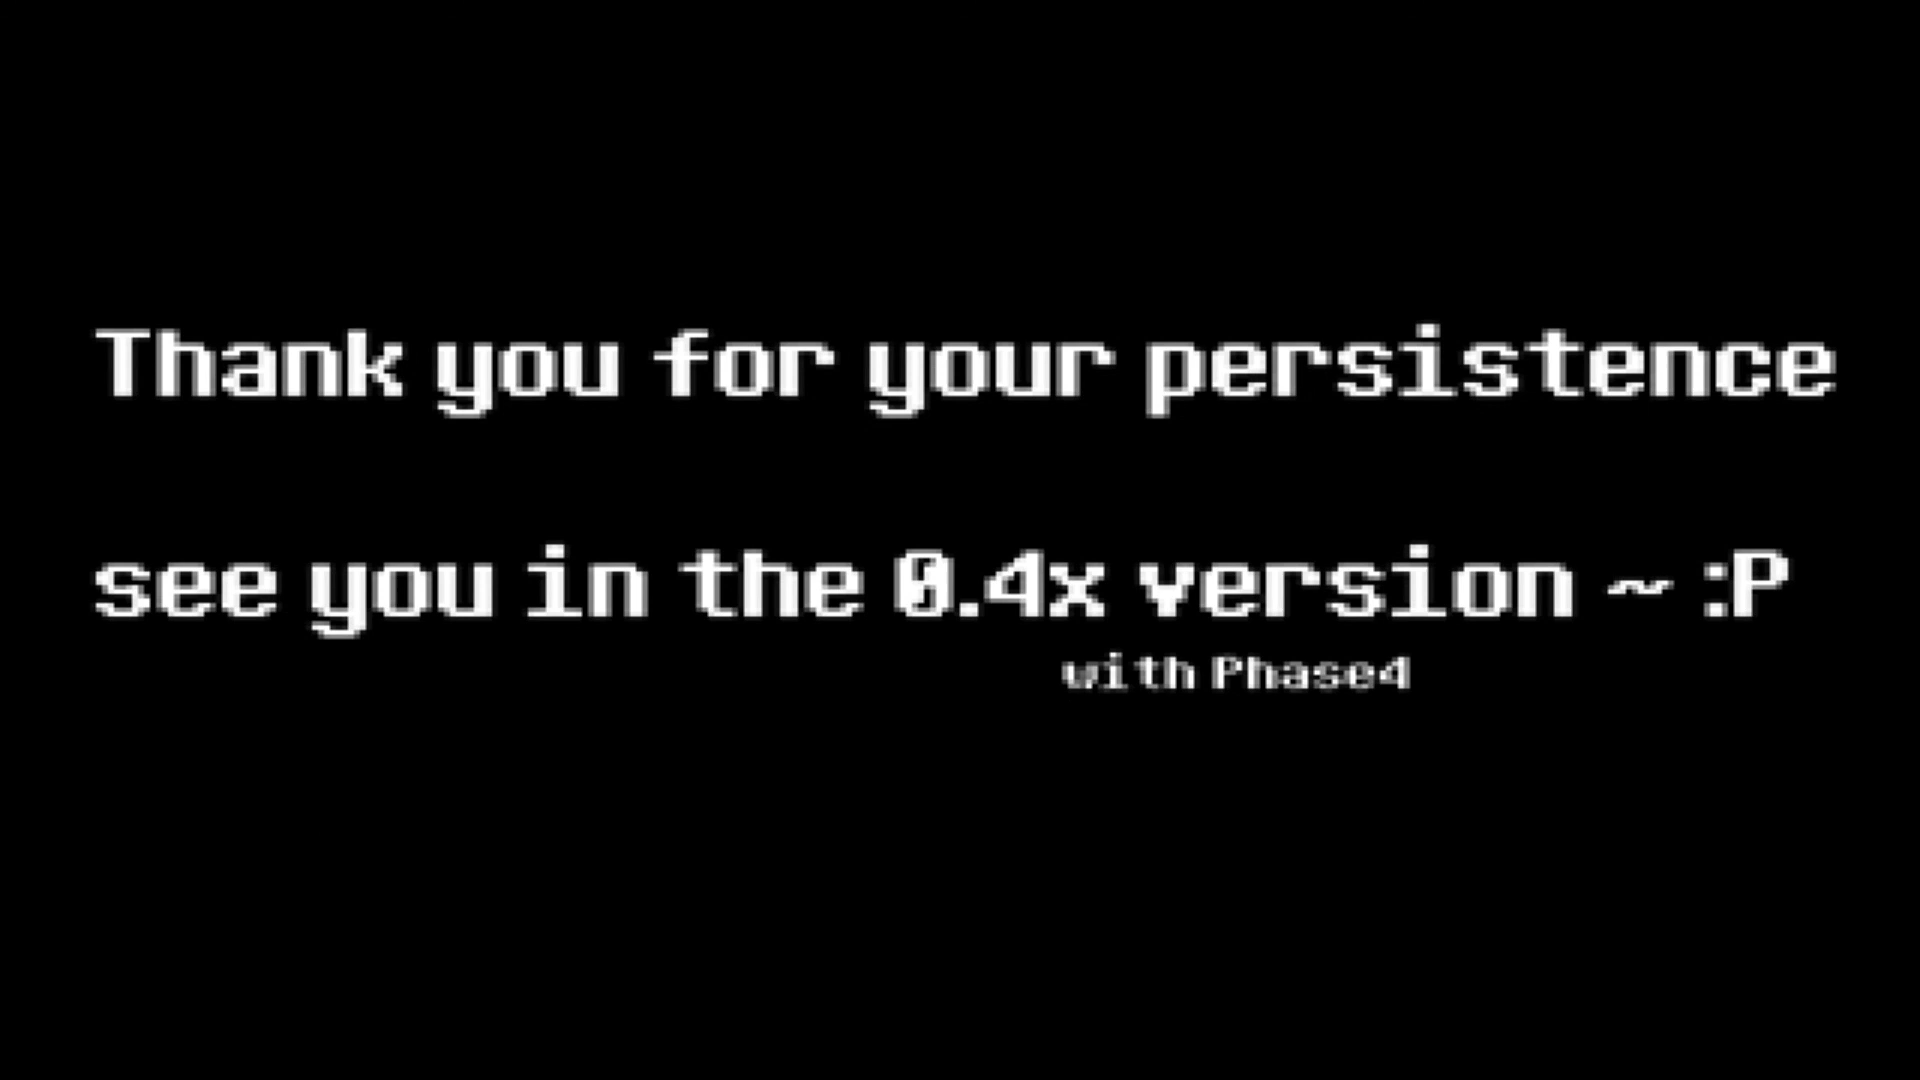 Thank you for your persistence
see you in the 0.4x version ~ :P
with Phase4